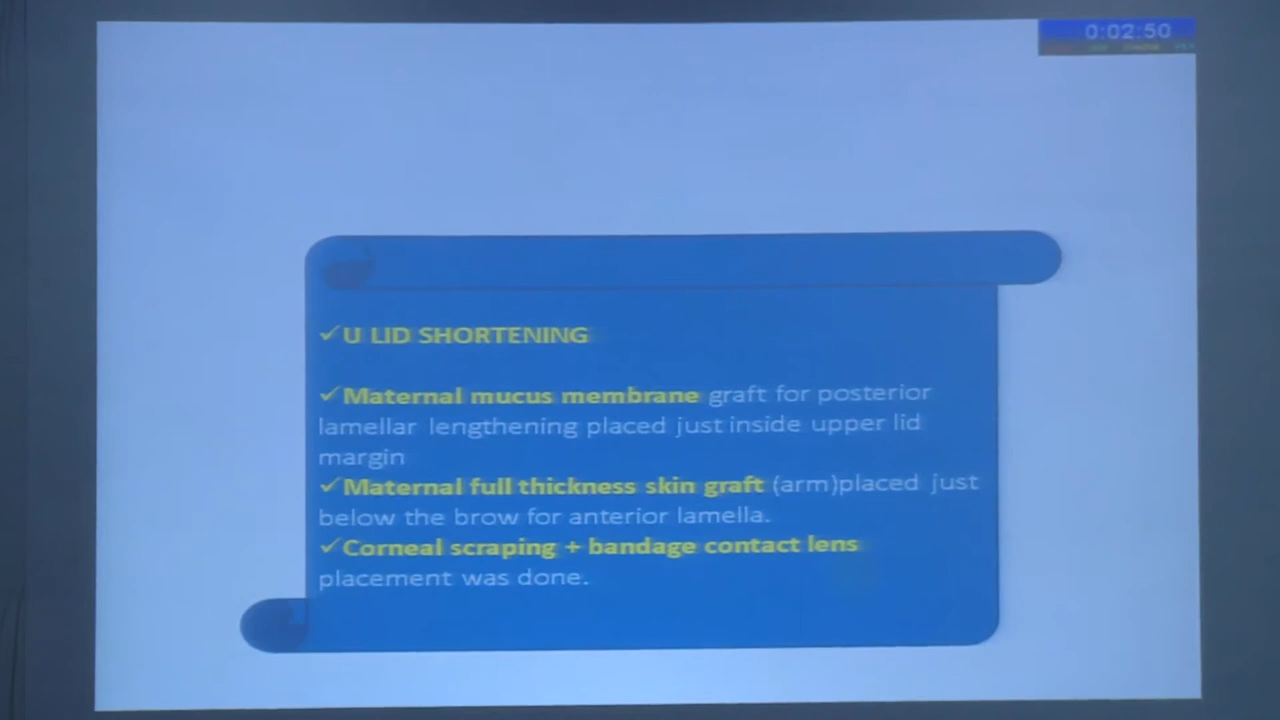 0:02:50
✓U LID SHORTENING
✓Maternal mucus membrane graft for posterior
lamellar lengthening placed just inside upper lid
margin
✓Maternal full thickness skin graft (arm)placed just
below the brow for anterior lamella.
✓Corneal scraping + bandage contact lens
placement was done.